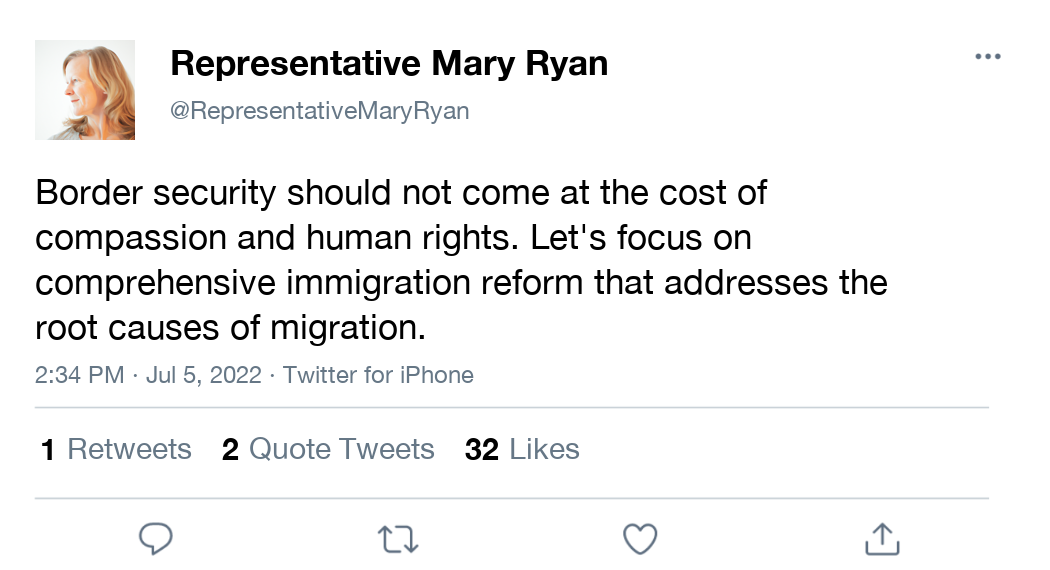 Representative Mary Ryan
@RepresentativeMaryRyan
Border security should not come at the cost of
compassion and human rights. Let's focus on
comprehensive immigration reform that addresses the
root causes of migration.
2:34 PM · Jul 5, 2022 · Twitter for iPhone
1 Retweets 2 Quote Tweets 32 Likes